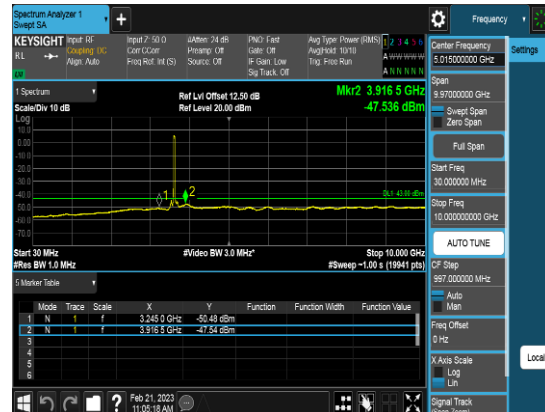 Spectrum Analyzer 1
Swept SA
+
Frequency
KEYSIGHT
RL
Input: RF
Coupling: DC
Align: Auto
Input Z: 50 Ω
Corr CCorr
Freq Ref: Int (S)
#Atten: 24 dB
Preamp: Off
Source: Off
PNO: Fast
Gate: Off
IF Gain: Low
Sig Track: Off
Avg Type: Power (RMS)
Avg|Hold: 10/10
Trig: Free Run
1 2 3 4 5 6
A W W W W W
A N N N N N
1 Spectrum
Scale/Div 10 dB
Log
Ref Lvl Offset 12.50 dB
Ref Level 20.00 dBm
Mkr2 3.916 5 GHz
-47.536 dBm
10.0
0.00
-10.0
-20.0
-30.0
-40.0
-50.0
-60.0
-70.0
1
2
DL1 -43.00 dBm
Start 30 MHz
#Res BW 1.0 MHz
#Video BW 3.0 MHz*
Stop 10.000 GHz
#Sweep ~1.00 s (19941 pts)
5 Marker Table
Mode Trace Scale X Y Function Function Width Function Value
1 N 1 f 3.245 0 GHz -50.48 dBm
2 N 1 f 3.916 5 GHz -47.54 dBm
3
4
5
6
Feb 21, 2023
11:05:18 AM
Center Frequency
5.015000000 GHz
Settings
Span
9.97000000 GHz
Swept Span
Zero Span
Full Span
Start Freq
30.000000 MHz
Stop Freq
10.000000000 GHz
AUTO TUNE
CF Step
997.000000 MHz
Auto
Man
Freq Offset
0 Hz
X Axis Scale
Log
Lin
Local
Signal Track